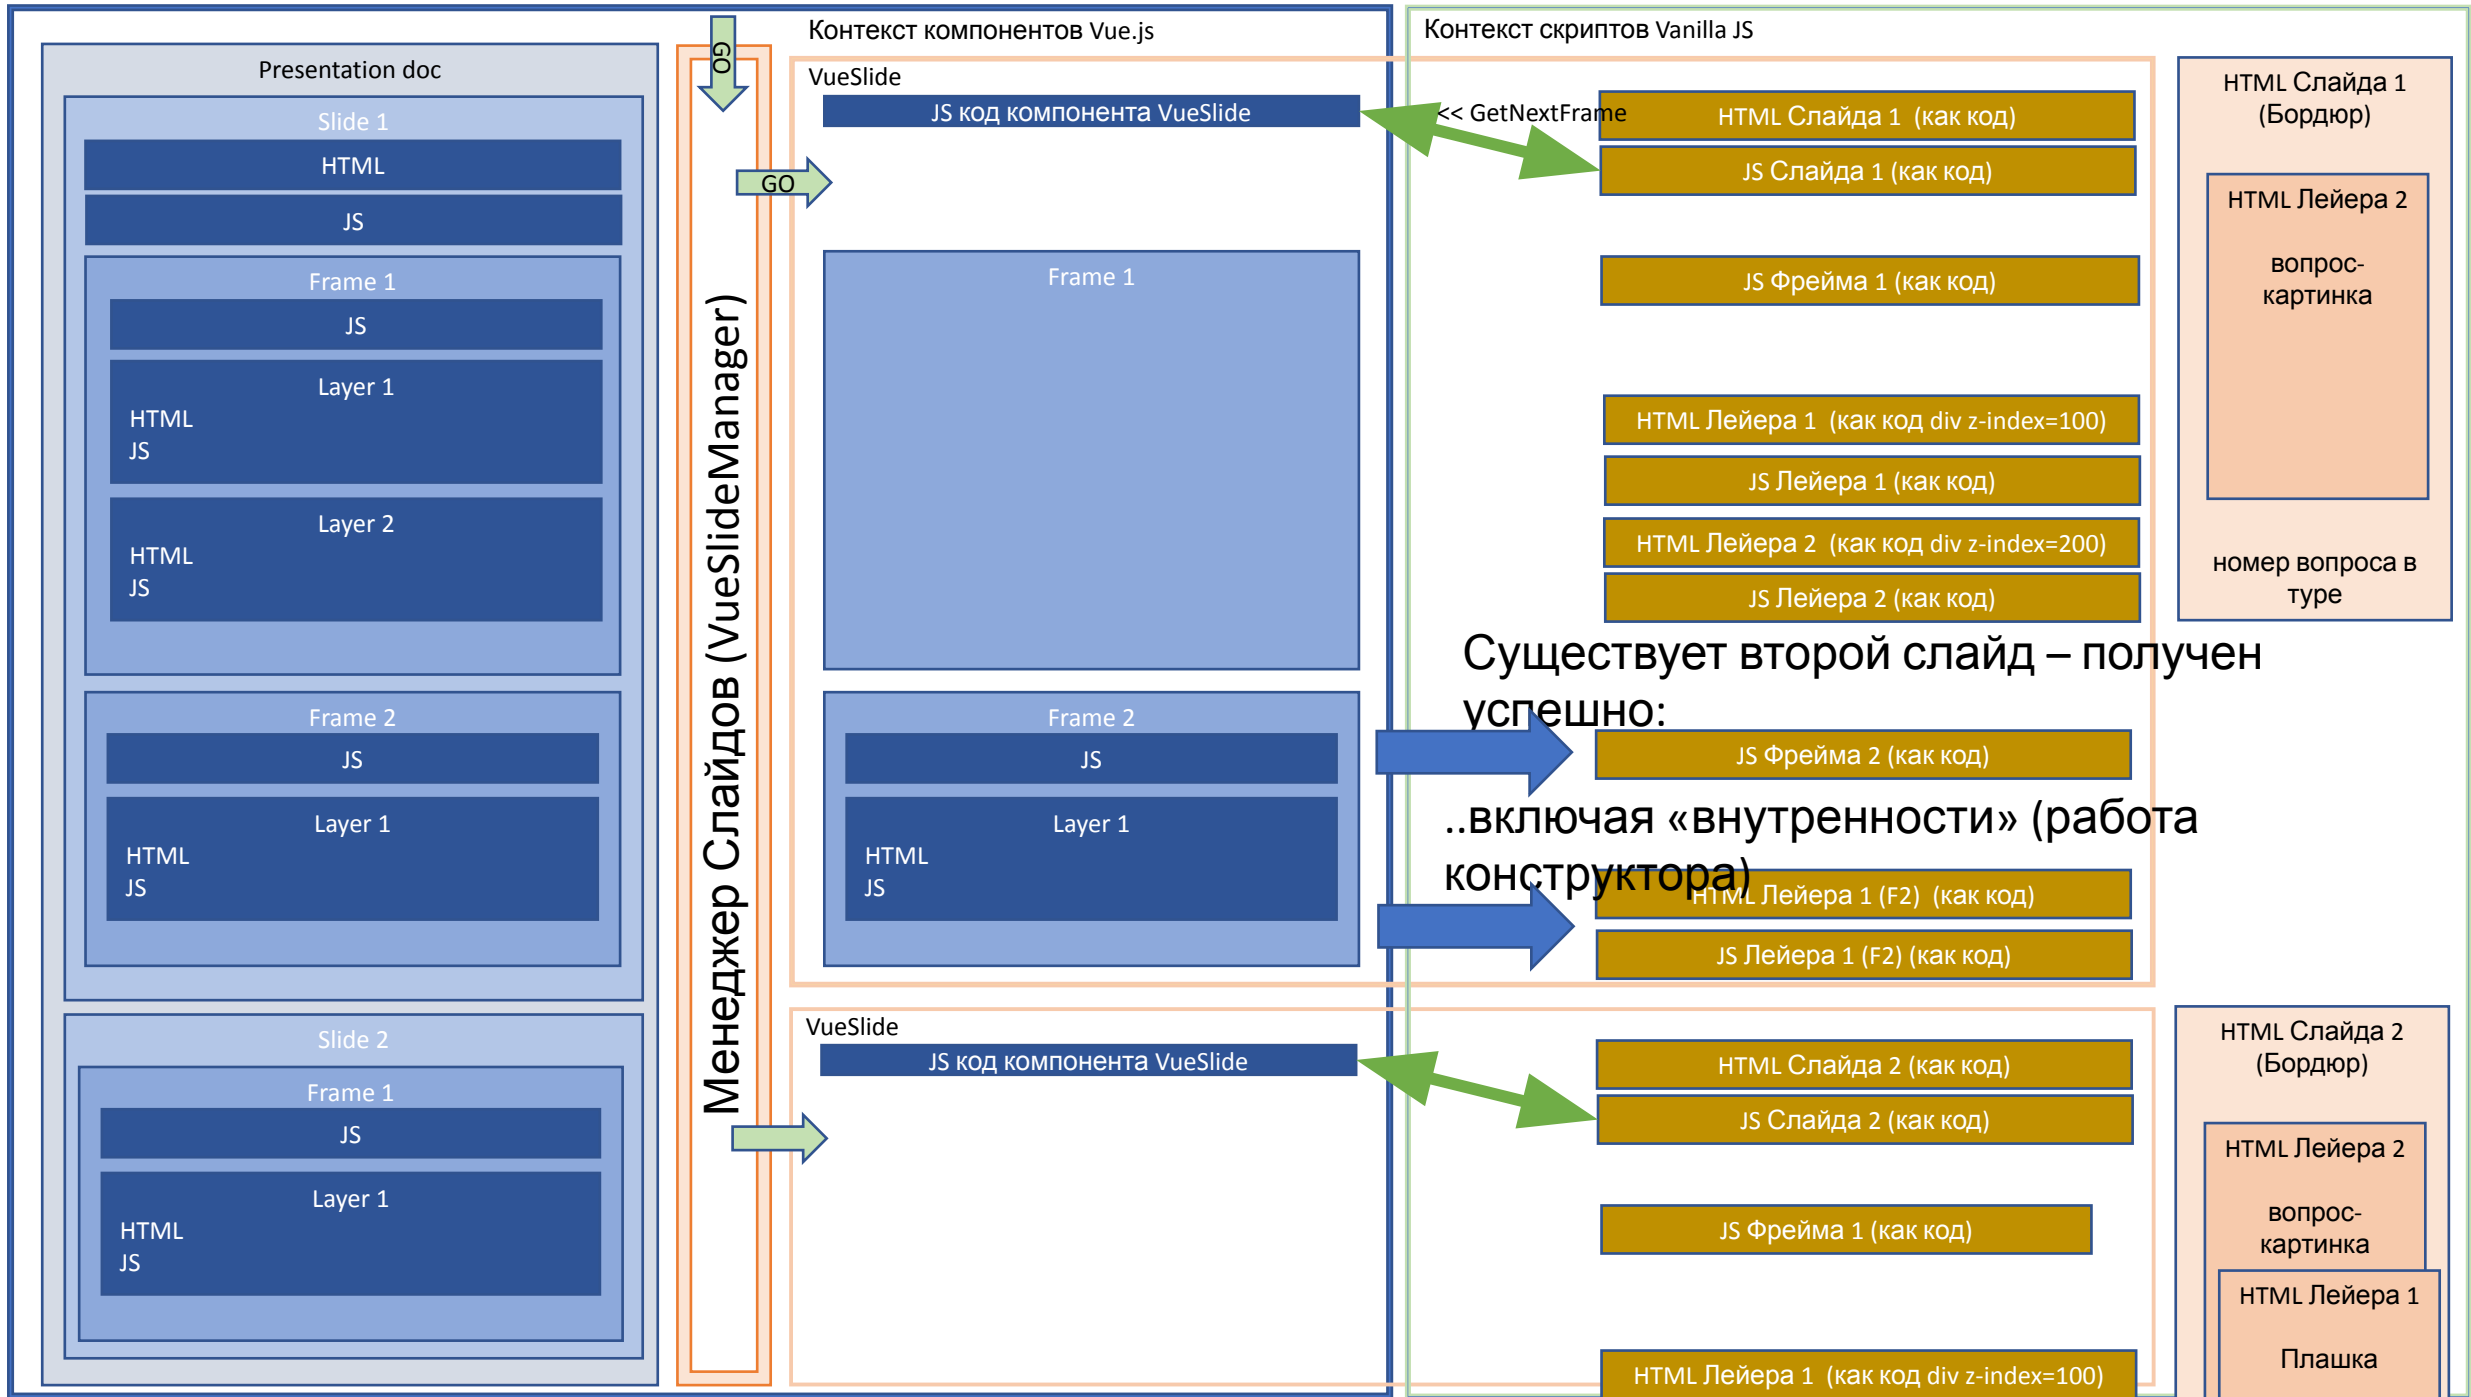 Контекст компонентов Vue.js
Контекст скриптов Vanilla JS
Presentation doc
Slide 1
HTML
JS
Frame 1
JS
Layer 1
HTML
JS
Layer 2
HTML
JS
Frame 2
JS
Layer 1
HTML
JS
Slide 2
Frame 1
JS
Layer 1
HTML
JS
GO
Менеджер Слайдов (VueSlideManager)
GO
VueSlide
JS код компонента VueSlide
Frame 1
Frame 2
JS
Layer 1
HTML
JS
VueSlide
JS код компонента VueSlide
<< GetNextFrame
HTML Слайда 1 (как код)
JS Слайда 1 (как код)
JS Фрейма 1 (как код)
HTML Лейера 1 (как код div z-index=100)
JS Лейера 1 (как код)
HTML Лейера 2 (как код div z-index=200)
JS Лейера 2 (как код)
Существует второй слайд – получен
успешно:
JS Фрейма 2 (как код)
..включая «внутренности» (работа
конструктора)
HTML Лейера 1 (F2) (как код)
JS Лейера 1 (F2) (как код)
HTML Слайда 2 (как код)
JS Слайда 2 (как код)
JS Фрейма 1 (как код)
HTML Лейера 1 (как код div z-index=100)
HTML Слайда 1
(Бордюр)
HTML Лейера 2
вопрос-
картинка
номер вопроса в
туре
HTML Слайда 2
(Бордюр)
HTML Лейера 2
вопрос-
картинка
HTML Лейера 1
Плашка